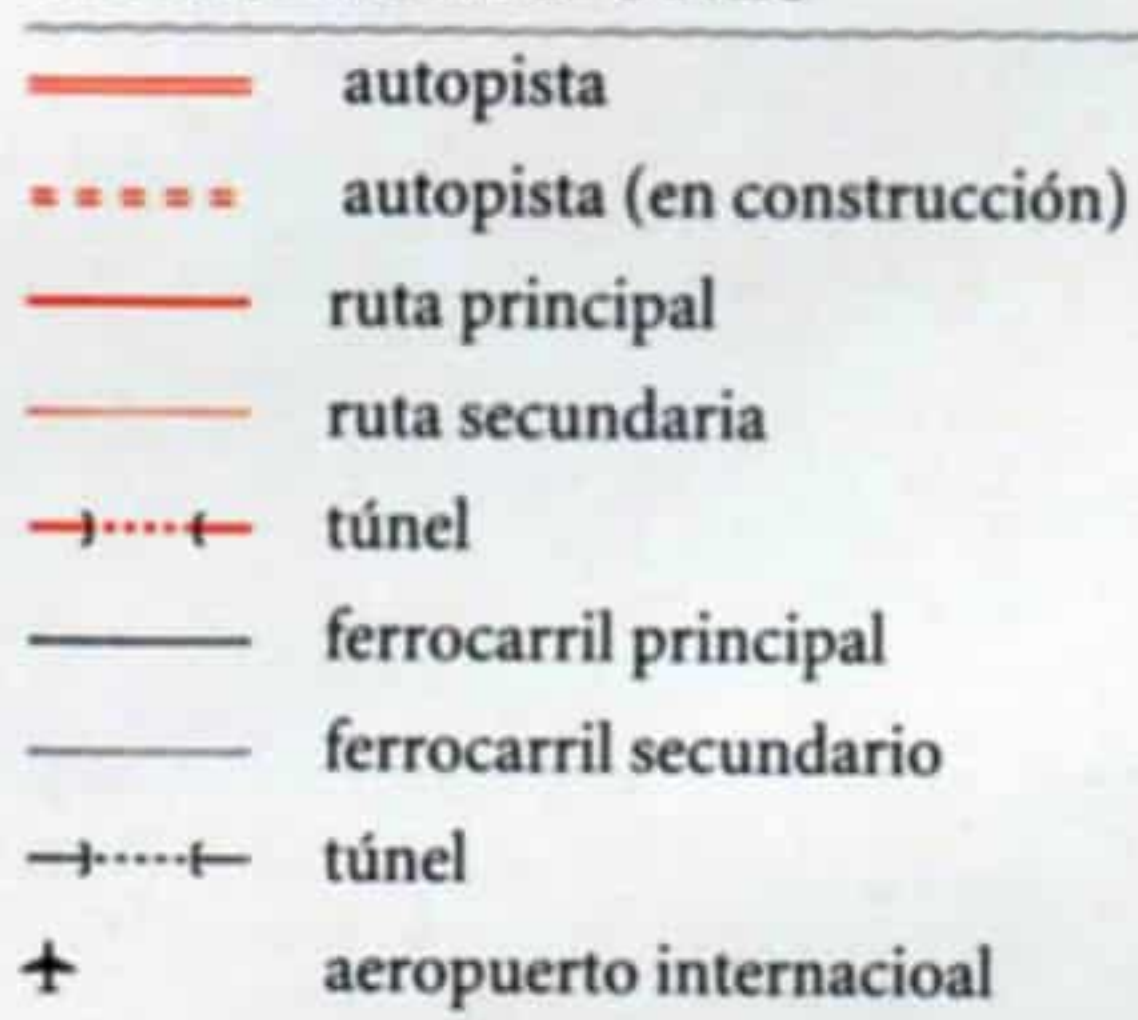 autopista
autopista (en construcción)
ruta principal
ruta secundaria
túnel
ferrocarril principal
ferrocarril secundario
túnel
aeropuerto internacioal